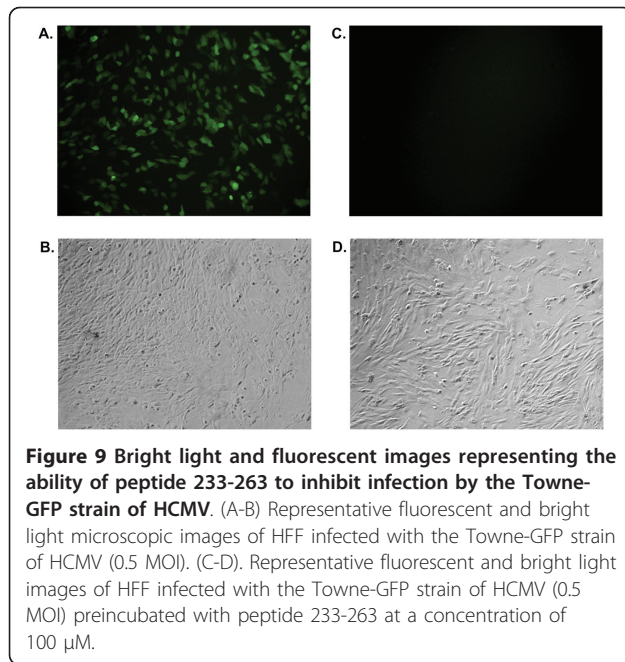 A.
C.
B.
D.
Figure 9 Bright light and fluorescent images representing the
ability of peptide 233-263 to inhibit infection by the Towne-
GFP strain of HCMV. (A-B) Representative fluorescent and bright
light microscopic images of HFF infected with the Towne-GFP strain
of HCMV (0.5 MOI). (C-D). Representative fluorescent and bright light
images of HFF infected with the Towne-GFP strain of HCMV (0.5
MOI) preincubated with peptide 233-263 at a concentration of
100 μM.